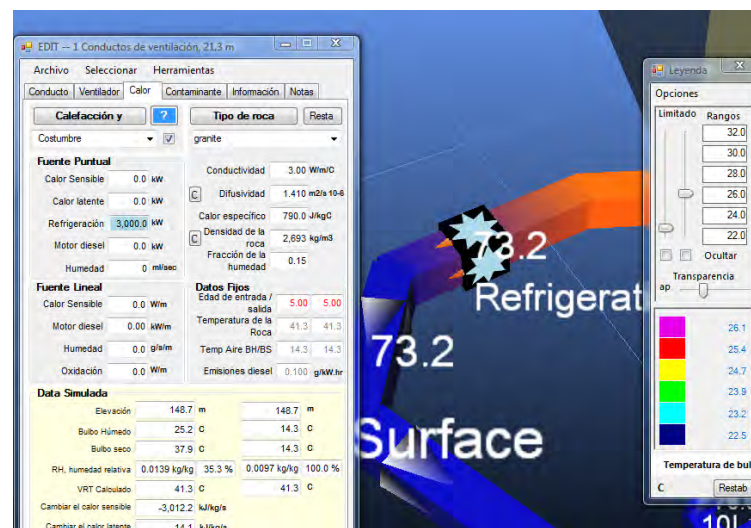 EDIT -- 1 Conductos de ventilación, 21,3 m
Archivo Seleccionar Herramientas
Conducto Ventilador Calor Contaminante Información Notas
Calefacción y ? Tipo de roca Resta
Costumbre granite
Fuente Puntual
Calor Sensible 0.0 kW
Calor latente 0.0 kW
Refrigeración 3,000.0 kW
Motor diesel 0.0 kW
Humedad 0 ml/sec
Conductividad 3.00 W/m/C
C Difusividad 1.410 m2/s 10-6
Calor específico 790.0 J/kgC
C Densidad de la roca 2,693 kg/m3
Fracción de la humedad 0.15
Fuente Lineal
Calor Sensible 0.0 W/m
Motor diesel 0.00 kW/m
Humedad 0.0 g/s/m
Oxidación 0.0 W/m
Datos Fijos
Edad de entrada / salida 5.00 5.00
Temperatura de la Roca 41.3 41.3
Temp Aire BH/BS 14.3 14.3
Emisiones diesel 0.100 g/kW.hr
Data Simulada
Elevación 148.7 m 148.7 m
Bulbo Húmedo 25.2 C 14.3 C
Bulbo seco 37.9 C 14.3 C
RH, humedad relativa 0.0139 kg/kg 35.3 % 0.0097 kg/kg 100.0 %
VRT Calculado 41.3 C 41.3 C
Cambiar el calor sensible -3,012.2 kJ/kg/s
Cambiar el calor latente 14.1 kJ/kg/s
73.2
Refrigerat
73.2
Surface
Leyenda
Opciones
Limitado Rangos
32.0
30.0
28.0
26.0
24.0
22.0
Ocultar
Transparencia
ap
26.1
25.4
24.7
23.9
23.2
22.5
Temperatura de bul
C Restab